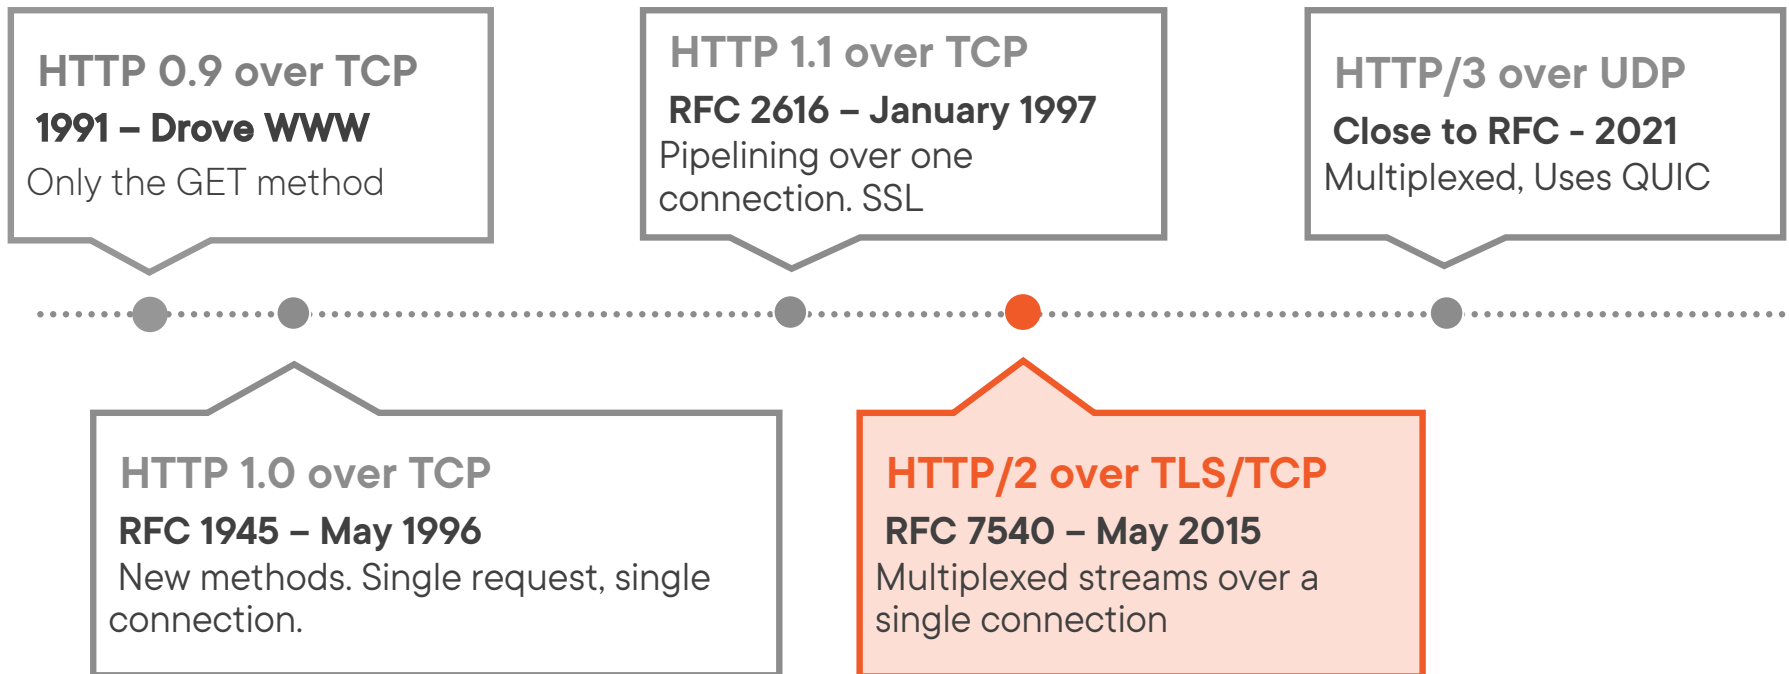 HTTP 0.9 over TCP
1991 – Drove WWW
Only the GET method
HTTP 1.1 over TCP
RFC 2616 – January 1997
Pipelining over one
connection. SSL
HTTP/3 over UDP
Close to RFC - 2021
Multiplexed, Uses QUIC
HTTP 1.0 over TCP
RFC 1945 – May 1996
New methods. Single request, single
connection.
HTTP/2 over TLS/TCP
RFC 7540 – May 2015
Multiplexed streams over a
single connection